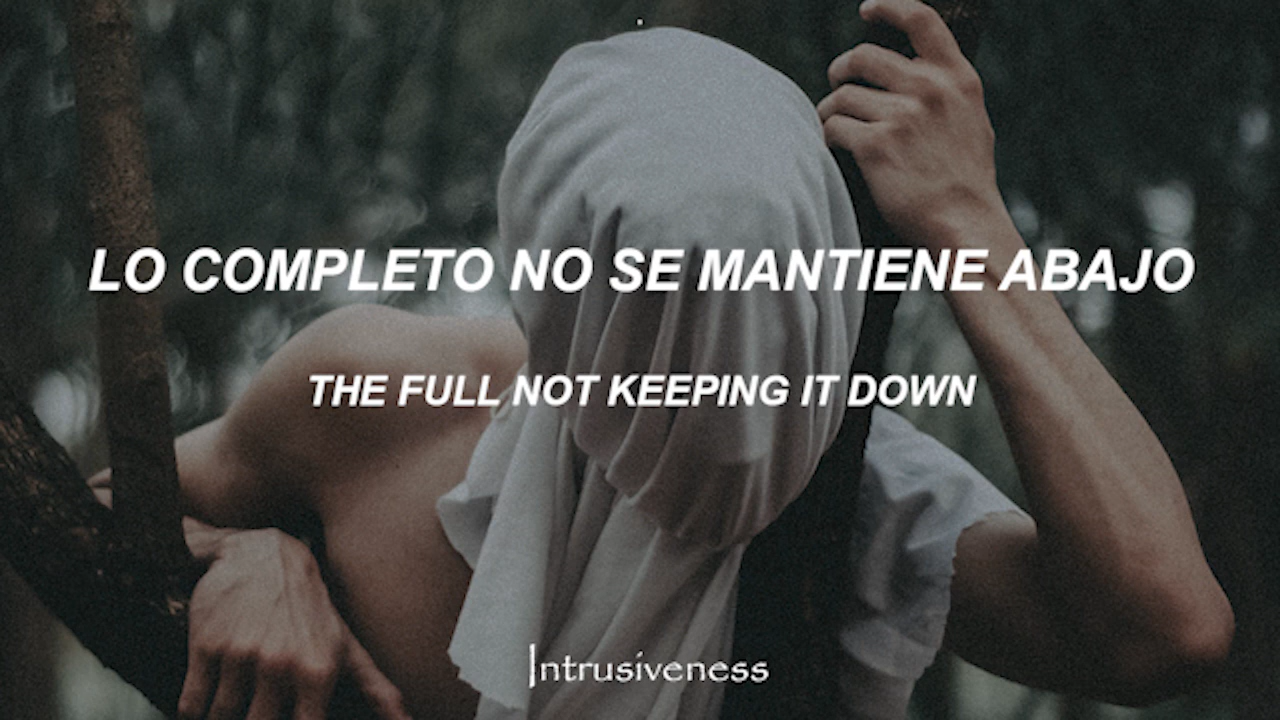 LO COMPLETO NO SE MANTIENE ABAJO
THE FULL NOT KEEPING IT DOWN
Intrusiveness